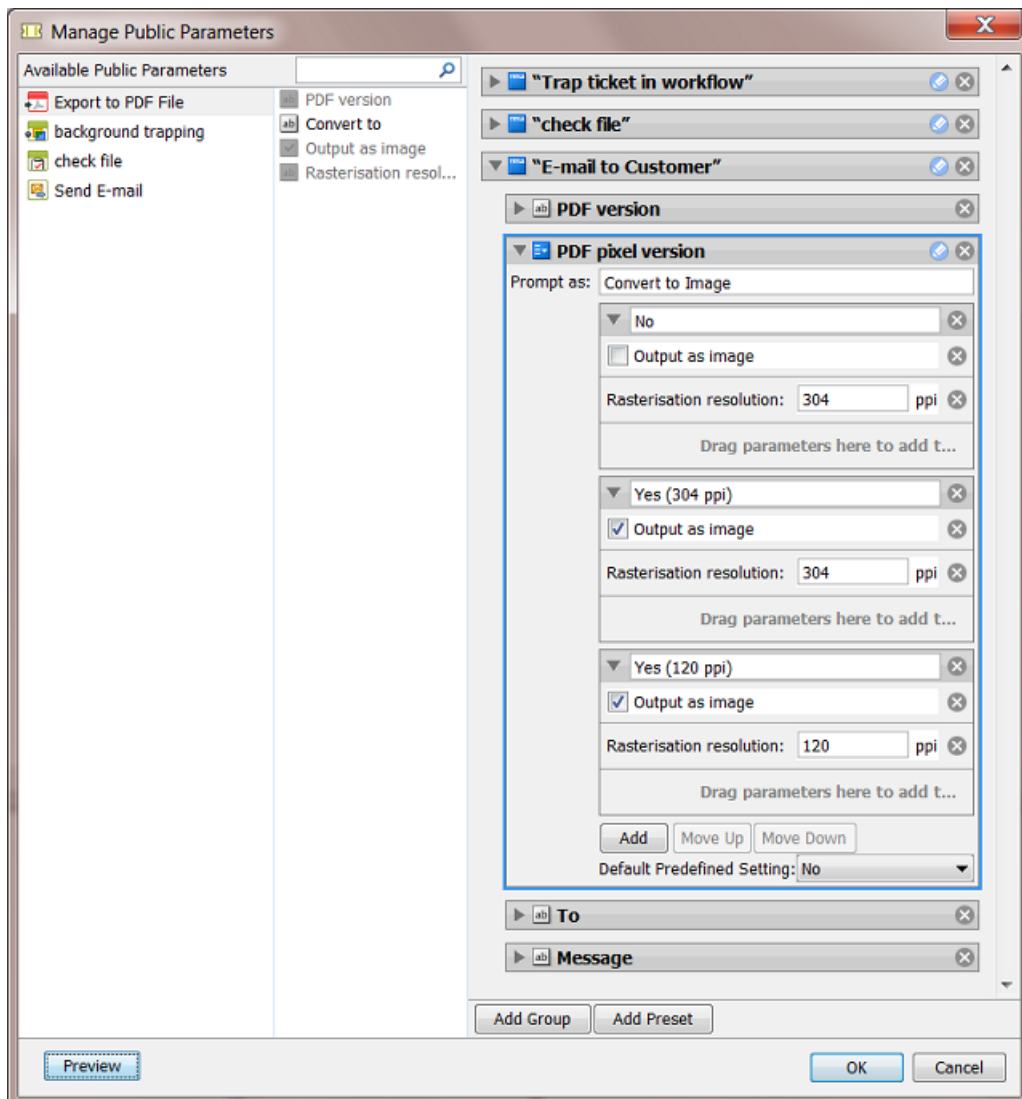 Manage Public Parameters
Available Public Parameters
Export to PDF File
background trapping
check file
Send E-mail
PDF version
Convert to
Output as image
Rasterisation resol...
"Trap ticket in workflow"
"check file"
"E-mail to Customer"
PDF version
PDF pixel version
Prompt as: Convert to Image
No
Output as image
Rasterisation resolution: 304 ppi
Drag parameters here to add t...
Yes (304 ppi)
Output as image
Rasterisation resolution: 304 ppi
Drag parameters here to add t...
Yes (120 ppi)
Output as image
Rasterisation resolution: 120 ppi
Drag parameters here to add t...
Add Move Up Move Down
Default Predefined Setting: No
To
Message
Add Group Add Preset
Preview OK Cancel